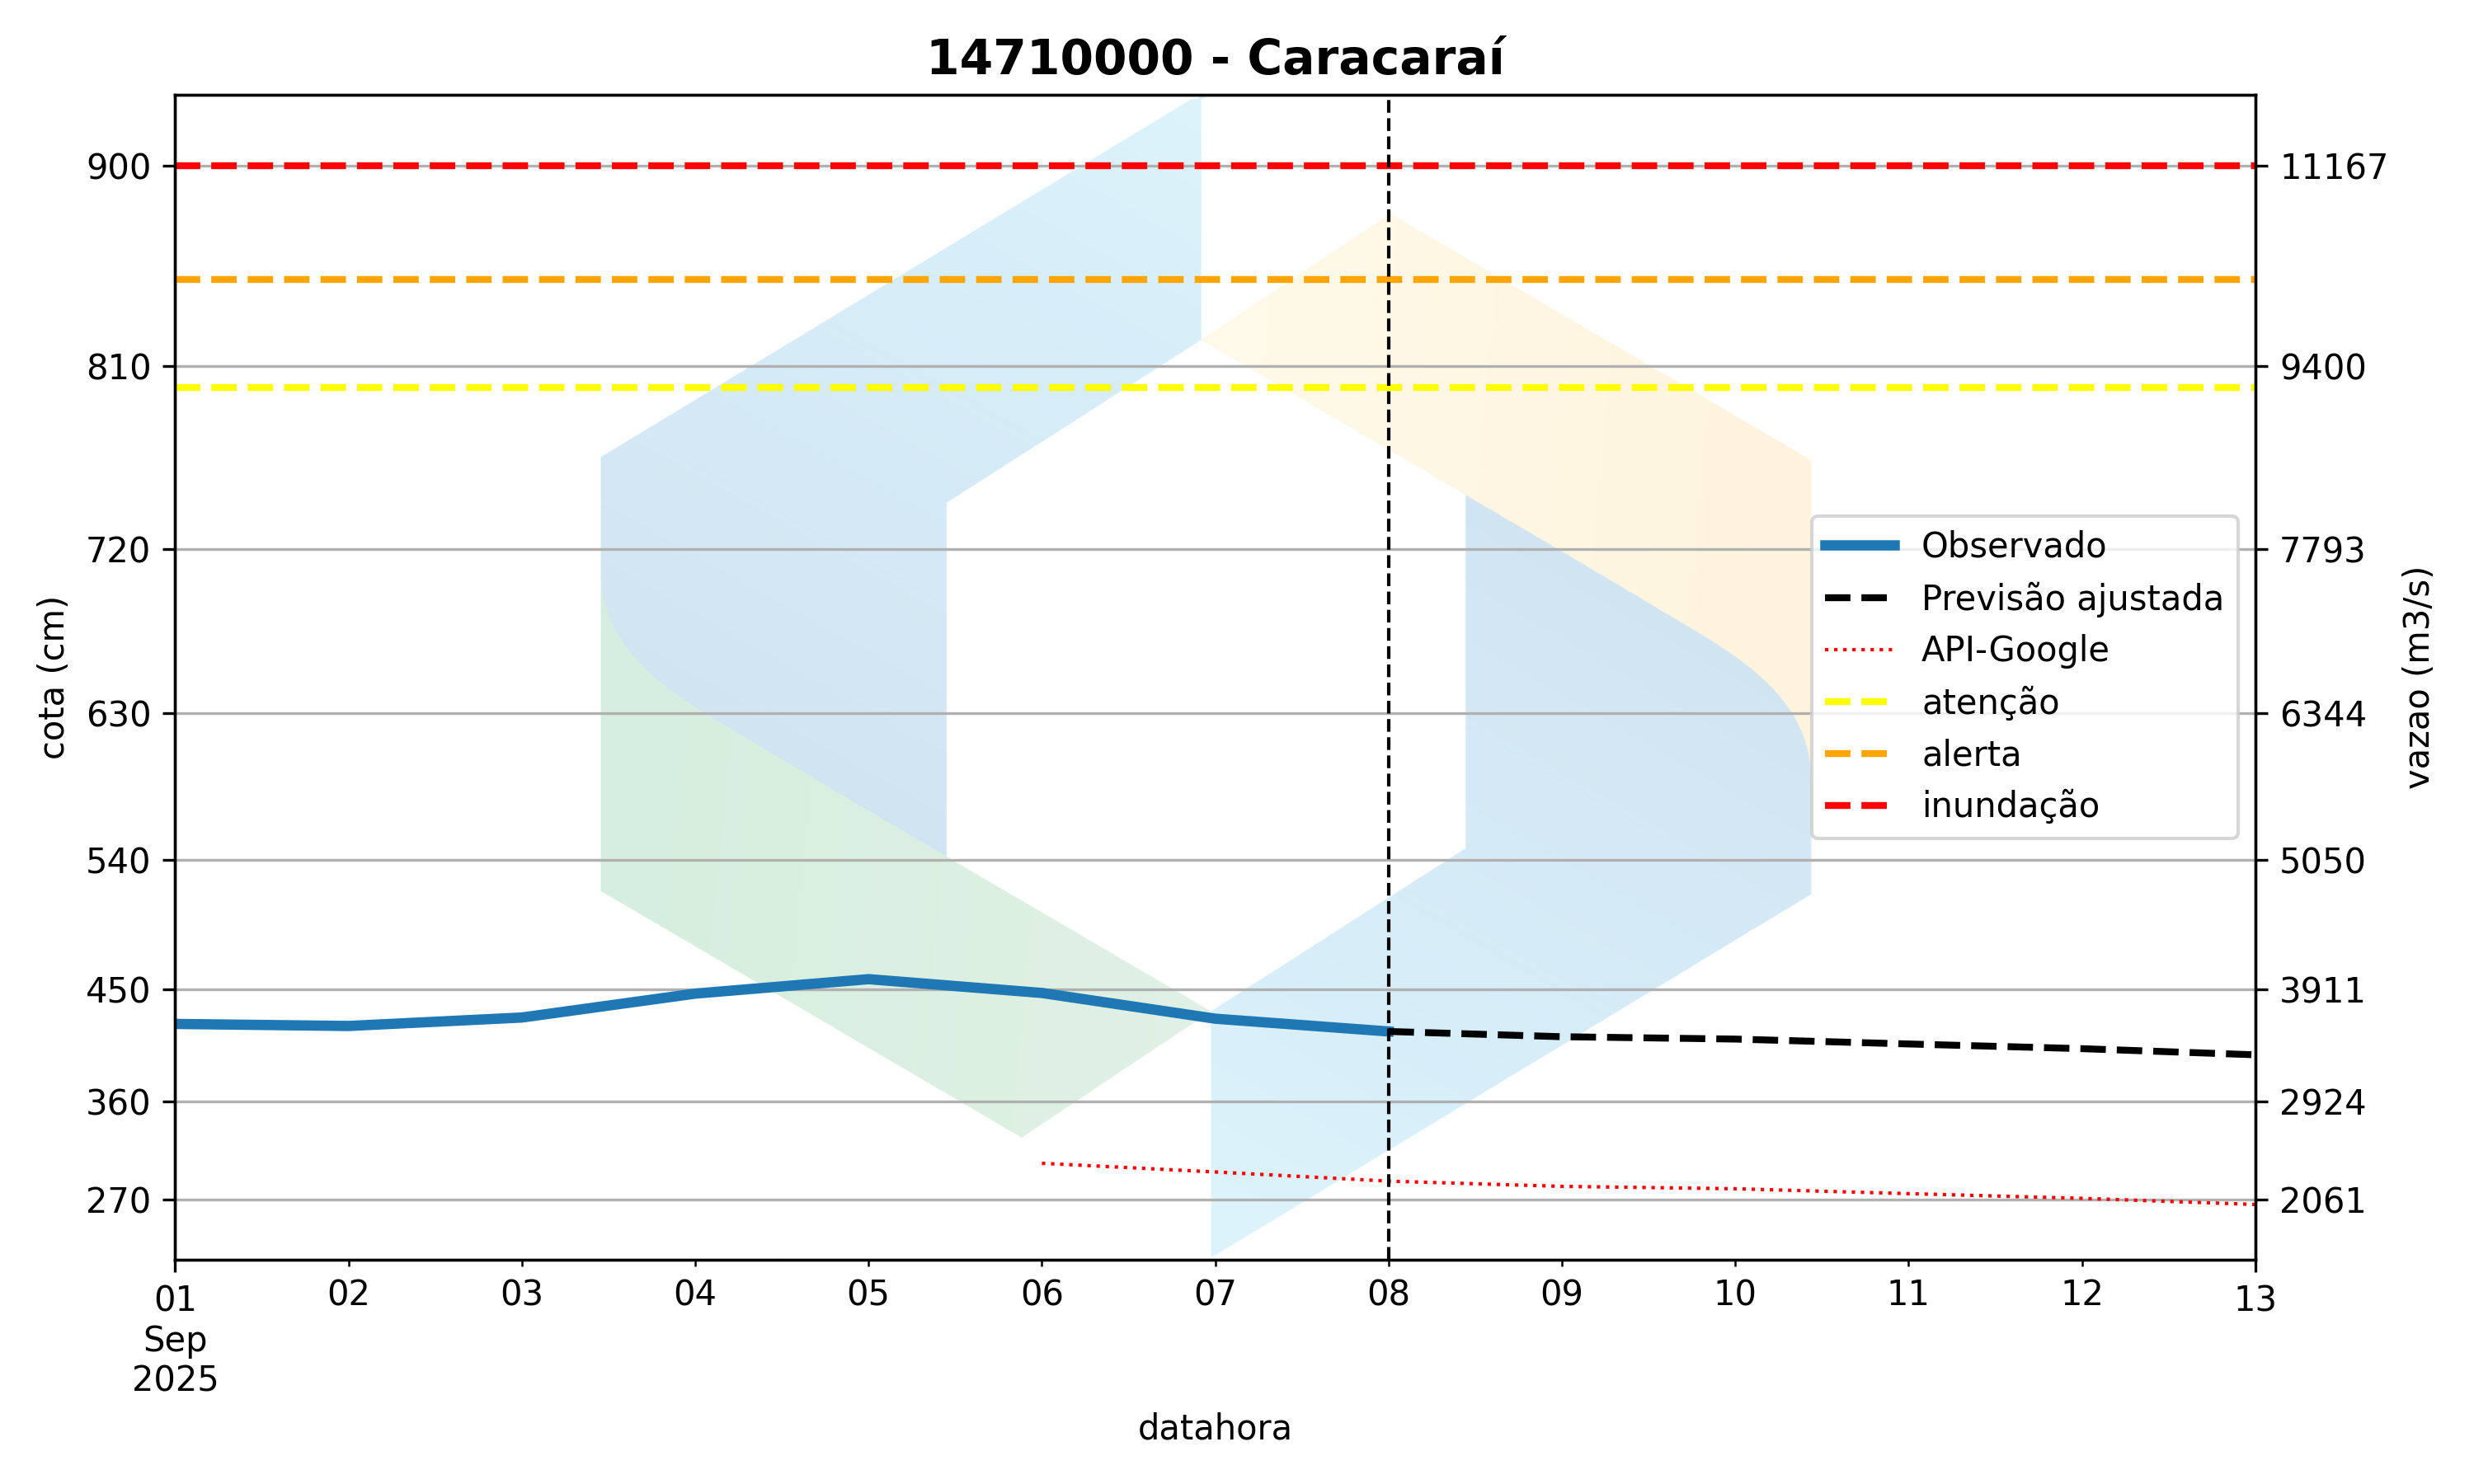 14710000 - Caracaraí
cota (cm)
900
810
720
630
540
450
360
270
11167
9400
7793
6344
5050
3911
2924
2061
vazao (m3/s)
Observado
Previsão ajustada
API-Google
atenção
alerta
inundação
01 02 03 04 05 06 07 08 09 10 11 12 13
Sep
2025
datahora